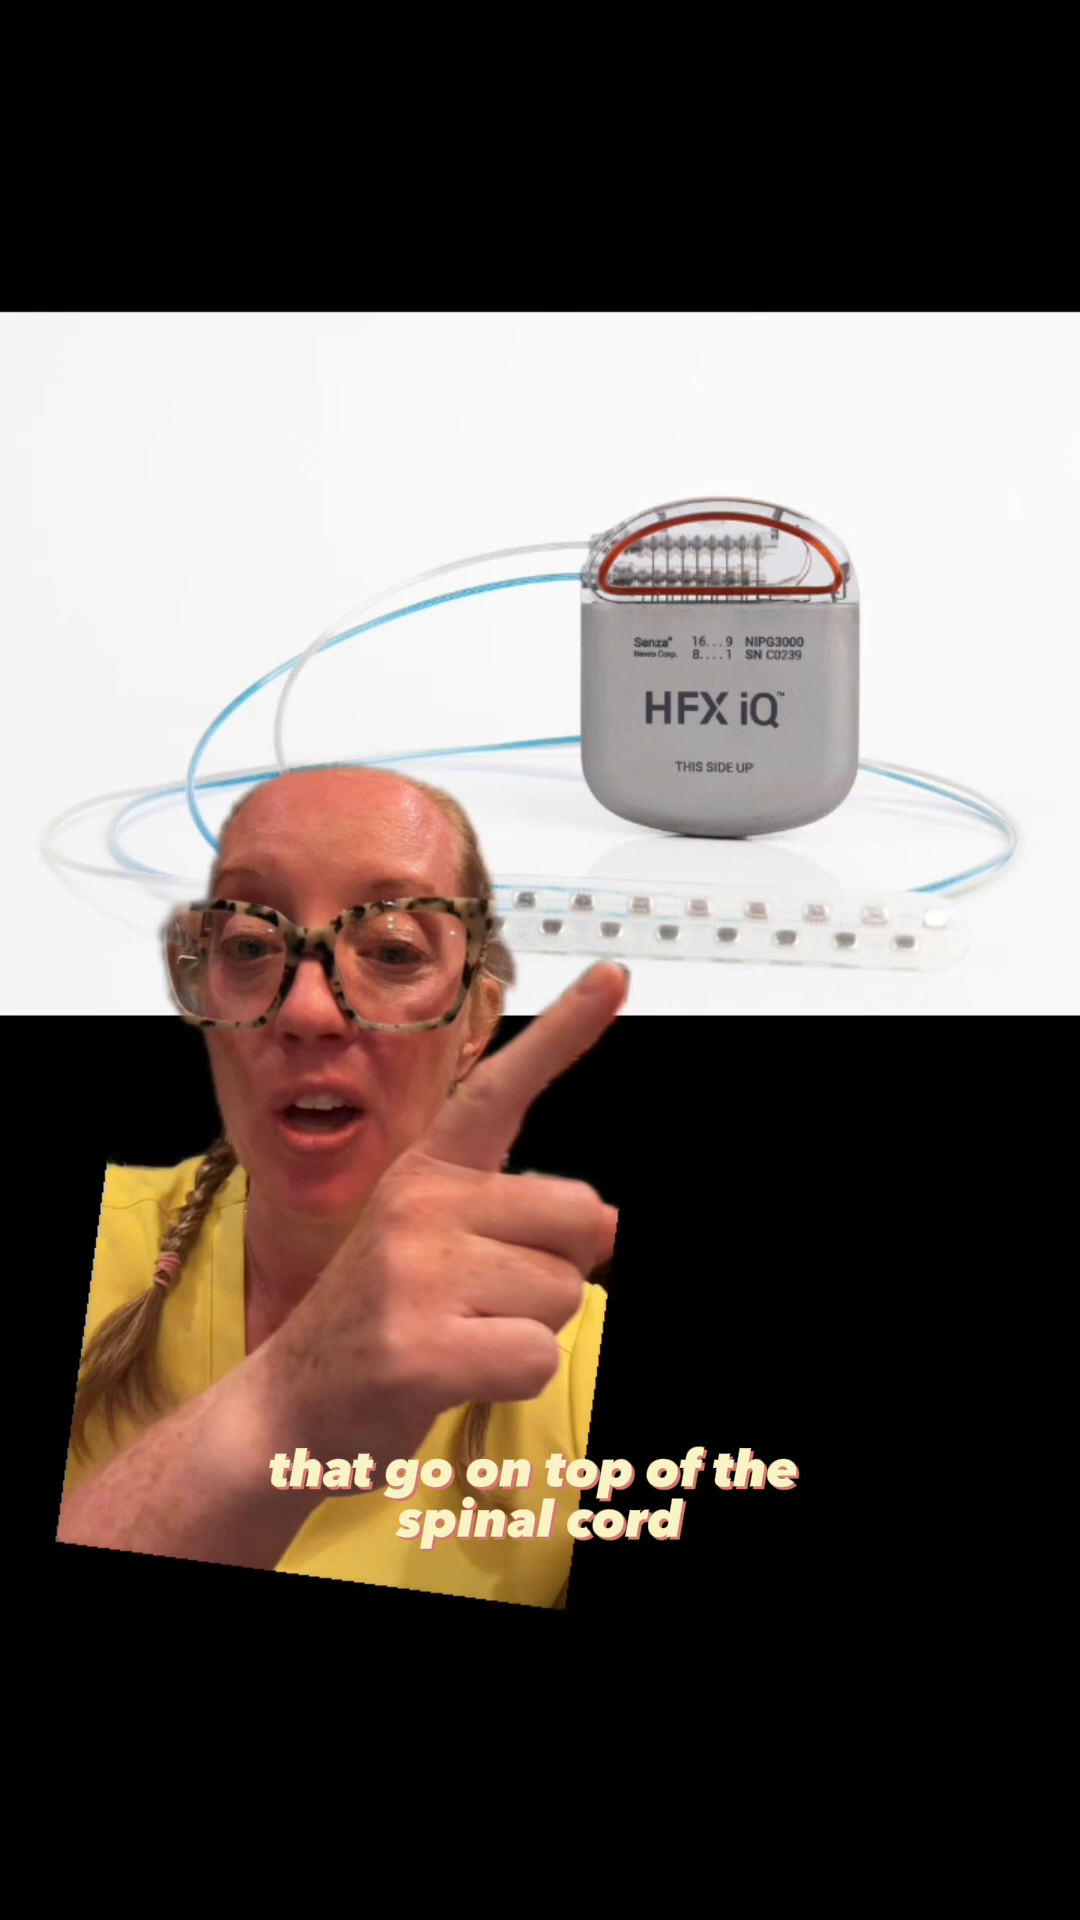 Senza® 16...9 NIPG3000
Nevro Corp. 8....1 SN C0239
HFX iQ™
THIS SIDE UP
that go on top of the
spinal cord